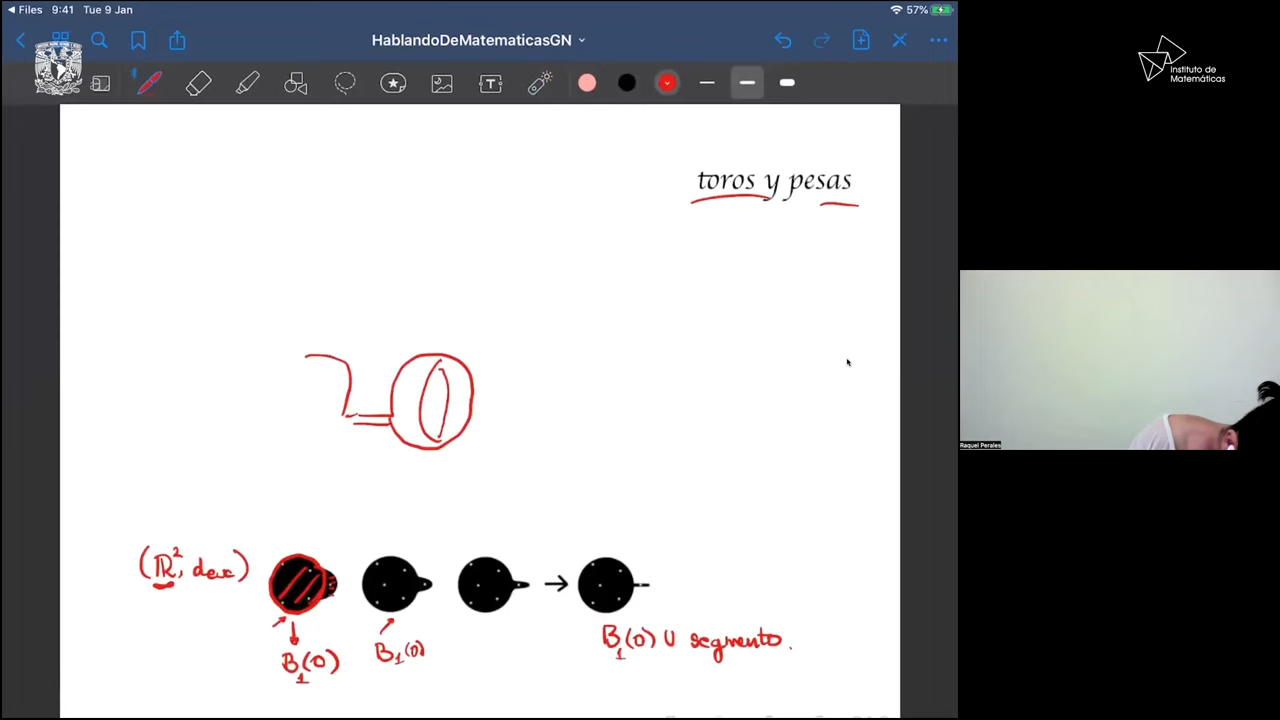 Files 9:41 Tue 9 Jan 57%
HablandoDeMatematicasGN
Instituto de
Matemáticas
T
toros y pesas
(ℝ², deuc)
B₁(0)
B₁(0)
B₁(0) ∪ segmento.
Raquel Perales